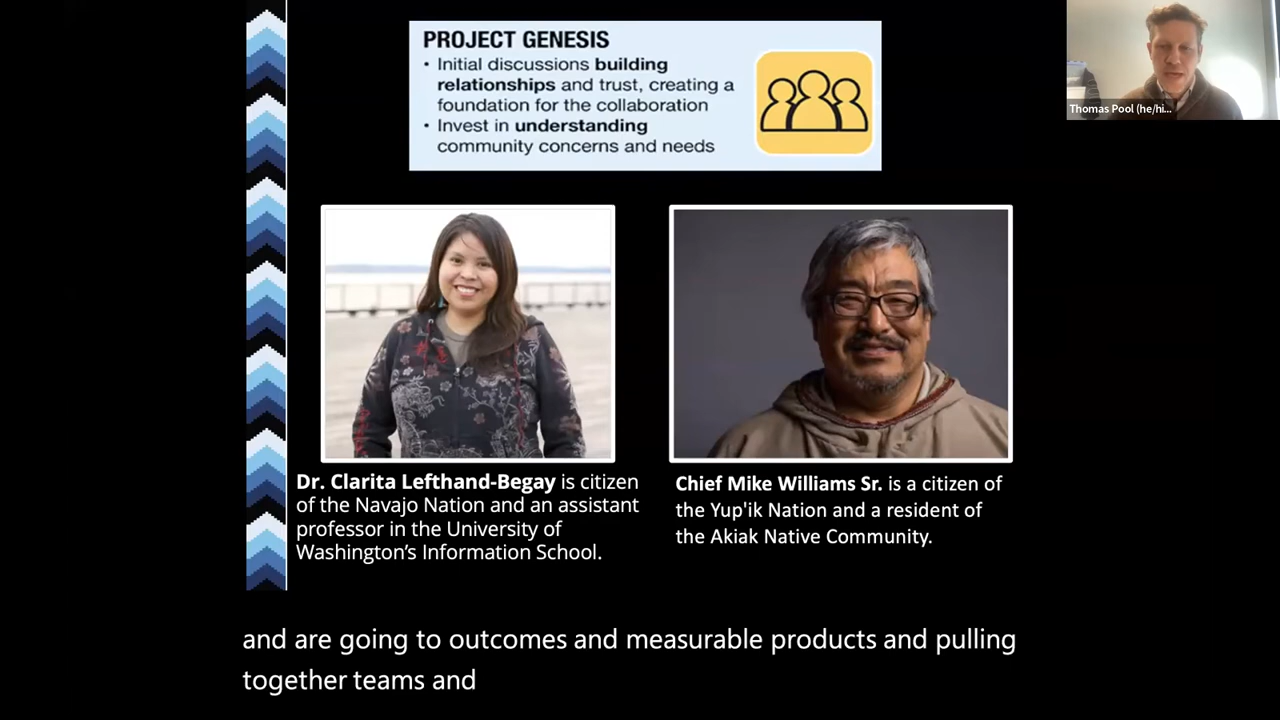 PROJECT GENESIS
• Initial discussions building
relationships and trust, creating a
foundation for the collaboration
• Invest in understanding
community concerns and needs
Thomas Pool (he/hi...
Dr. Clarita Lefthand-Begay is citizen
of the Navajo Nation and an assistant
professor in the University of
Washington’s Information School.
Chief Mike Williams Sr. is a citizen of
the Yup'ik Nation and a resident of
the Akiak Native Community.
and are going to outcomes and measurable products and pulling
together teams and